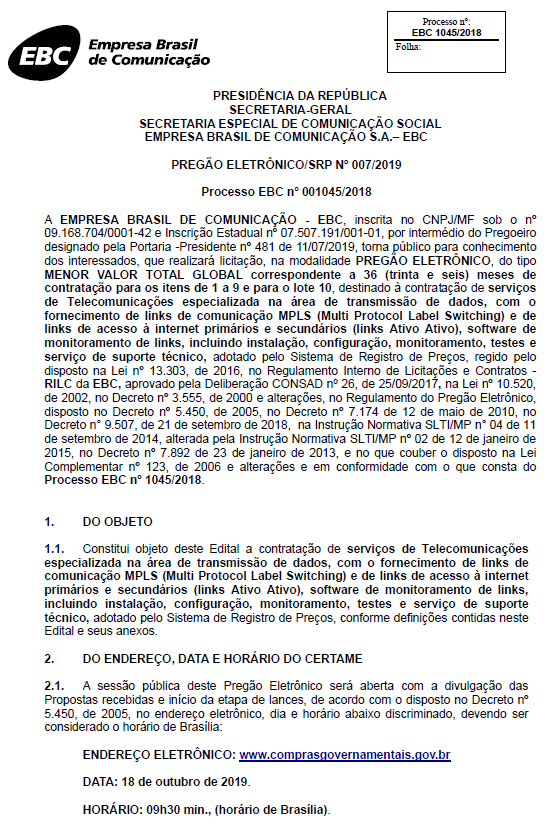 EBC Empresa Brasil
de Comunicação
Processo nº:
EBC 1045/2018
Folha:
PRESIDÊNCIA DA REPÚBLICA
SECRETARIA-GERAL
SECRETARIA ESPECIAL DE COMUNICAÇÃO SOCIAL
EMPRESA BRASIL DE COMUNICAÇÃO S.A.– EBC
PREGÃO ELETRÔNICO/SRP N° 007/2019
Processo EBC n° 001045/2018
A EMPRESA BRASIL DE COMUNICAÇÃO - EBC, inscrita no CNPJ/MF sob o nº
09.168.704/0001-42 e Inscrição Estadual nº 07.507.191/001-01, por intermédio do Pregoeiro
designado pela Portaria -Presidente nº 481 de 11/07/2019, torna público para conhecimento
dos interessados, que realizará licitação, na modalidade PREGÃO ELETRÔNICO, do tipo
MENOR VALOR TOTAL GLOBAL correspondente a 36 (trinta e seis) meses de
contratação para os itens de 1 a 9 e para o lote 10, destinado à contratação de serviços
de Telecomunicações especializada na área de transmissão de dados, com o
fornecimento de links de comunicação MPLS (Multi Protocol Label Switching) e de
links de acesso à internet primários e secundários (links Ativo Ativo), software de
monitoramento de links, incluindo instalação, configuração, monitoramento, testes e
serviço de suporte técnico, adotado pelo Sistema de Registro de Preços, regido pelo
disposto na Lei nº 13.303, de 2016, no Regulamento Interno de Licitações e Contratos -
RILC da EBC, aprovado pela Deliberação CONSAD nº 26, de 25/09/2017, na Lei nº 10.520,
de 2002, no Decreto nº 3.555, de 2000 e alterações, no Regulamento do Pregão Eletrônico,
disposto no Decreto nº 5.450, de 2005, no Decreto nº 7.174 de 12 de maio de 2010, no
Decreto n° 9.507, de 21 de setembro de 2018, na Instrução Normativa SLTI/MP n° 04 de 11
de setembro de 2014, alterada pela Instrução Normativa SLTI/MP nº 02 de 12 de janeiro de
2015, no Decreto nº 7.892 de 23 de janeiro de 2013, e no que couber o disposto na Lei
Complementar nº 123, de 2006 e alterações e em conformidade com o que consta do
Processo EBC n° 1045/2018.
1. DO OBJETO
1.1. Constitui objeto deste Edital a contratação de serviços de Telecomunicações
especializada na área de transmissão de dados, com o fornecimento de links de
comunicação MPLS (Multi Protocol Label Switching) e de links de acesso à internet
primários e secundários (links Ativo Ativo), software de monitoramento de links,
incluindo instalação, configuração, monitoramento, testes e serviço de suporte
técnico, adotado pelo Sistema de Registro de Preços, conforme definições contidas neste
Edital e seus anexos.
2. DO ENDEREÇO, DATA E HORÁRIO DO CERTAME
2.1. A sessão pública deste Pregão Eletrônico será aberta com a divulgação das
Propostas recebidas e início da etapa de lances, de acordo com o disposto no Decreto nº
5.450, de 2005, no endereço eletrônico, dia e horário abaixo discriminado, devendo ser
considerado o horário de Brasília:
ENDEREÇO ELETRÔNICO: www.comprasgovernamentais.gov.br
DATA: 18 de outubro de 2019.
HORÁRIO: 09h30 min., (horário de Brasília).